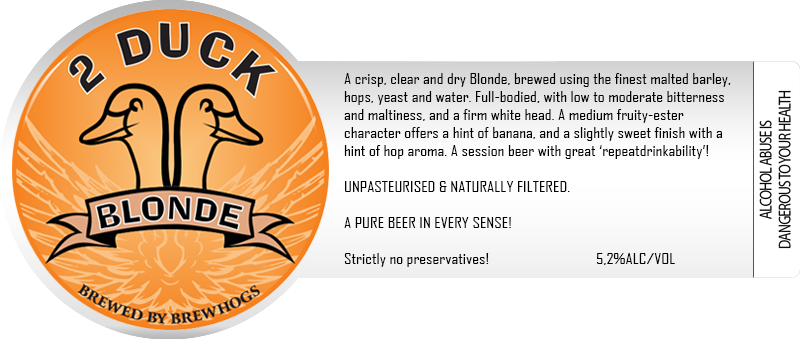 2 DUCK
BLONDE
BREWED BY BREWHOGS
A crisp, clear and dry Blonde, brewed using the finest malted barley,
hops, yeast and water. Full-bodied, with low to moderate bitterness
and maltiness, and a firm white head. A medium fruity-ester
character offers a hint of banana, and a slightly sweet finish with a
hint of hop aroma. A session beer with great ‘repeatdrinkability’!
UNPASTEURISED & NATURALLY FILTERED.
A PURE BEER IN EVERY SENSE!
Strictly no preservatives! 5,2%ALC/VOL
ALCOHOL ABUSE IS
DANGEROUS TO YOUR HEALTH